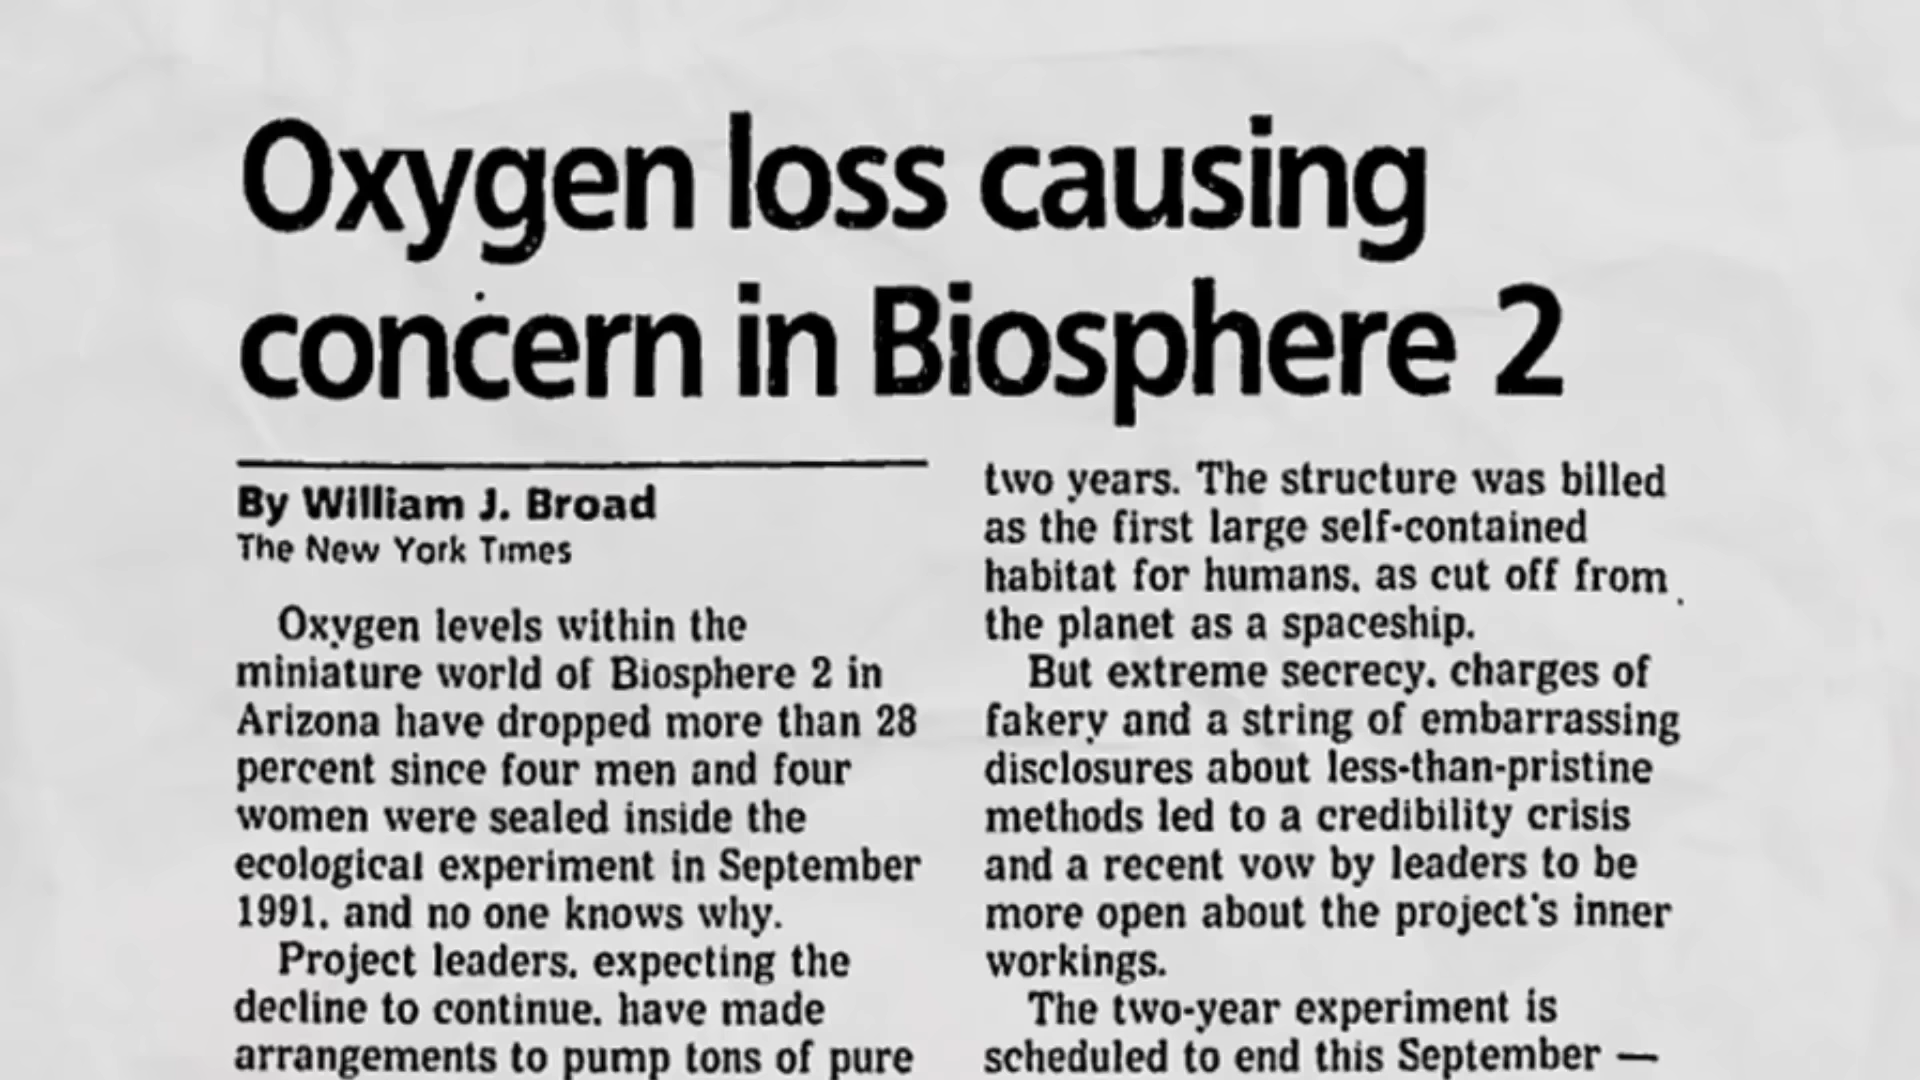 Oxygen loss causing
concern in Biosphere 2
By William J. Broad
The New York Times
Oxygen levels within the
miniature world of Biosphere 2 in
Arizona have dropped more than 28
percent since four men and four
women were sealed inside the
ecological experiment in September
1991. and no one knows why.
Project leaders. expecting the
decline to continue. have made
arrangements to pump tons of pure
two years. The structure was billed
as the first large self-contained
habitat for humans. as cut off from
the planet as a spaceship.
But extreme secrecy. charges of
fakery and a string of embarrassing
disclosures about less-than-pristine
methods led to a credibility crisis
and a recent vow by leaders to be
more open about the project's inner
workings.
The two-year experiment is
scheduled to end this September —